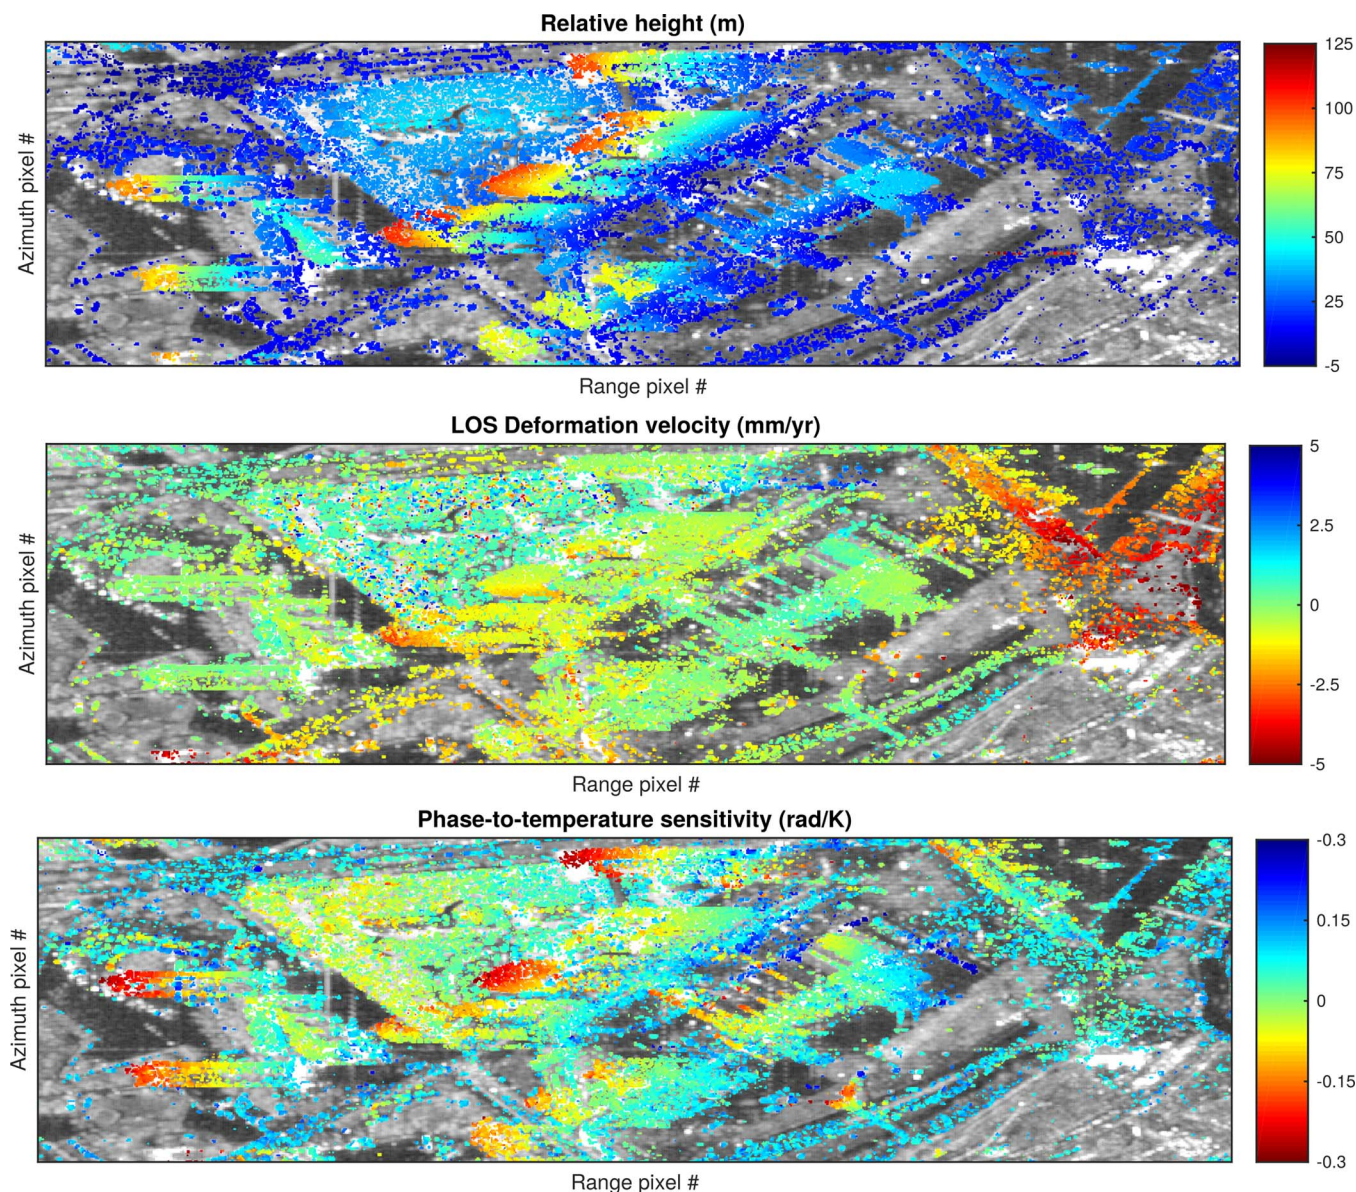 Relative height (m)
125
100
75
50
25
-5
Azimuth pixel #
Range pixel #
LOS Deformation velocity (mm/yr)
5
2.5
0
-2.5
-5
Azimuth pixel #
Range pixel #
Phase-to-temperature sensitivity (rad/K)
-0.3
0.15
0
-0.15
-0.3
Azimuth pixel #
Range pixel #